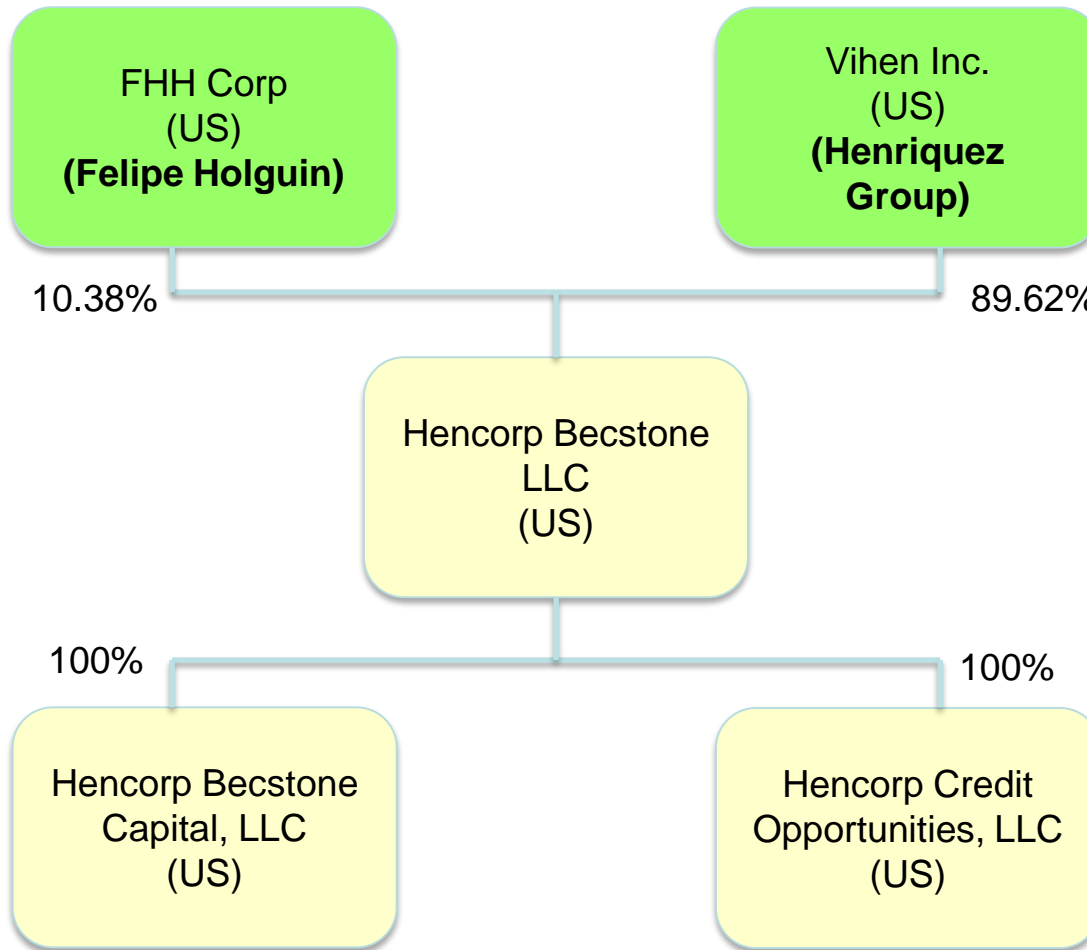 FHH Corp
(US)
(Felipe Holguin)
Vihen Inc.
(US)
(Henriquez
Group)
10.38%
89.62%
Hencorp Becstone
LLC
(US)
100%
100%
Hencorp Becstone
Capital, LLC
(US)
Hencorp Credit
Opportunities, LLC
(US)